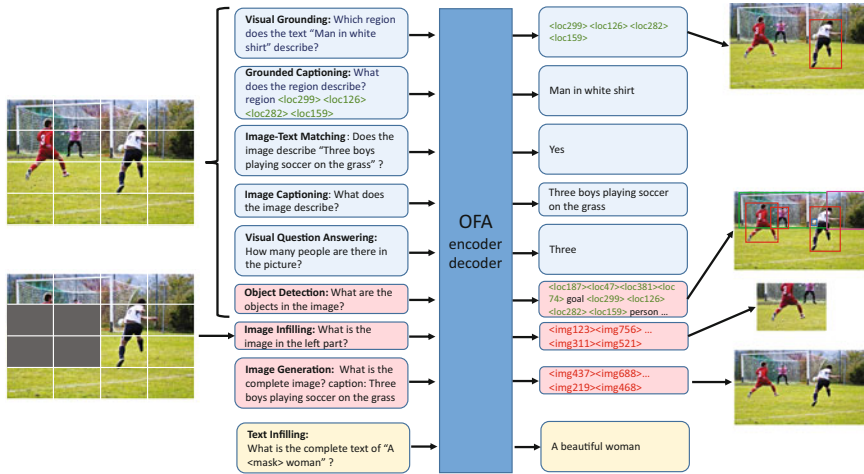 Visual Grounding: Which region
does the text “Man in white
shirt” describe?
Grounded Captioning: What
does the region describe?
region <loc299> <loc126>
<loc282> <loc159>
Image-Text Matching: Does the
image describe “Three boys
playing soccer on the grass” ?
Image Captioning: What does
the image describe?
Visual Question Answering:
How many people are there in
the picture?
Object Detection: What are the
objects in the image?
Image Infilling: What is the
image in the left part?
Image Generation: What is the
complete image? caption: Three
boys playing soccer on the grass
Text Infilling:
What is the complete text of “A
<mask> woman” ?
OFA
encoder
decoder
<loc299> <loc126> <loc282>
<loc159>
Man in white shirt
Yes
Three boys playing soccer
on the grass
Three
<loc187><loc47><loc381><loc
74> goal <loc299> <loc126>
<loc282> <loc159> person ...
<img123><img756> ...
<img311><img521>
<img437><img688>...
<img219><img468>
A beautiful woman